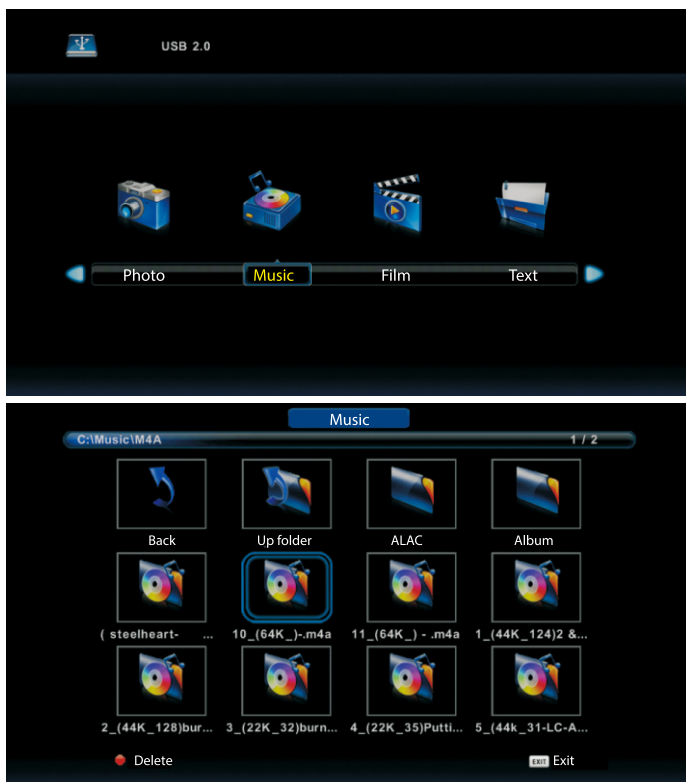 USB 2.0
Photo Music Film Text
Music
C:\Music\M4A 1 / 2
Back Up folder ALAC Album
( steelheart- ... 10_(64K_)-.m4a 11_(64K_) - .m4a 1_(44K_124)2 &...
2_(44K_128)bur... 3_(22K_32)burn... 4_(22K_35)Putti... 5_(44k_31-LC-A...
Delete EXIT Exit